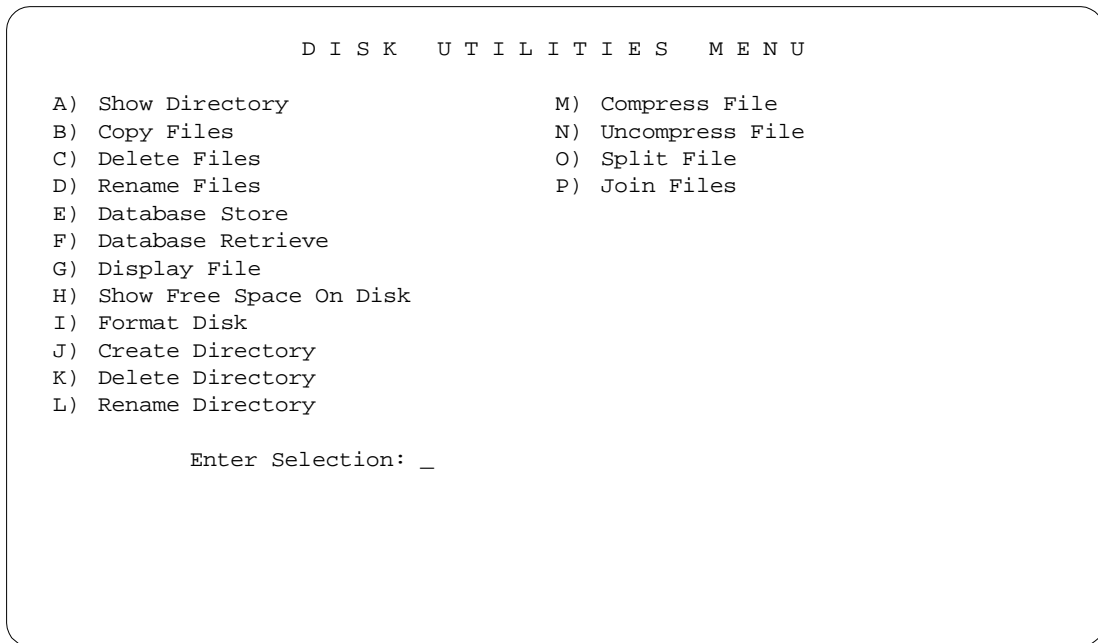 D I S K   U T I L I T I E S   M E N U
A) Show Directory
B) Copy Files
C) Delete Files
D) Rename Files
E) Database Store
F) Database Retrieve
G) Display File
H) Show Free Space On Disk
I) Format Disk
J) Create Directory
K) Delete Directory
L) Rename Directory
M) Compress File
N) Uncompress File
O) Split File
P) Join Files
Enter Selection: _